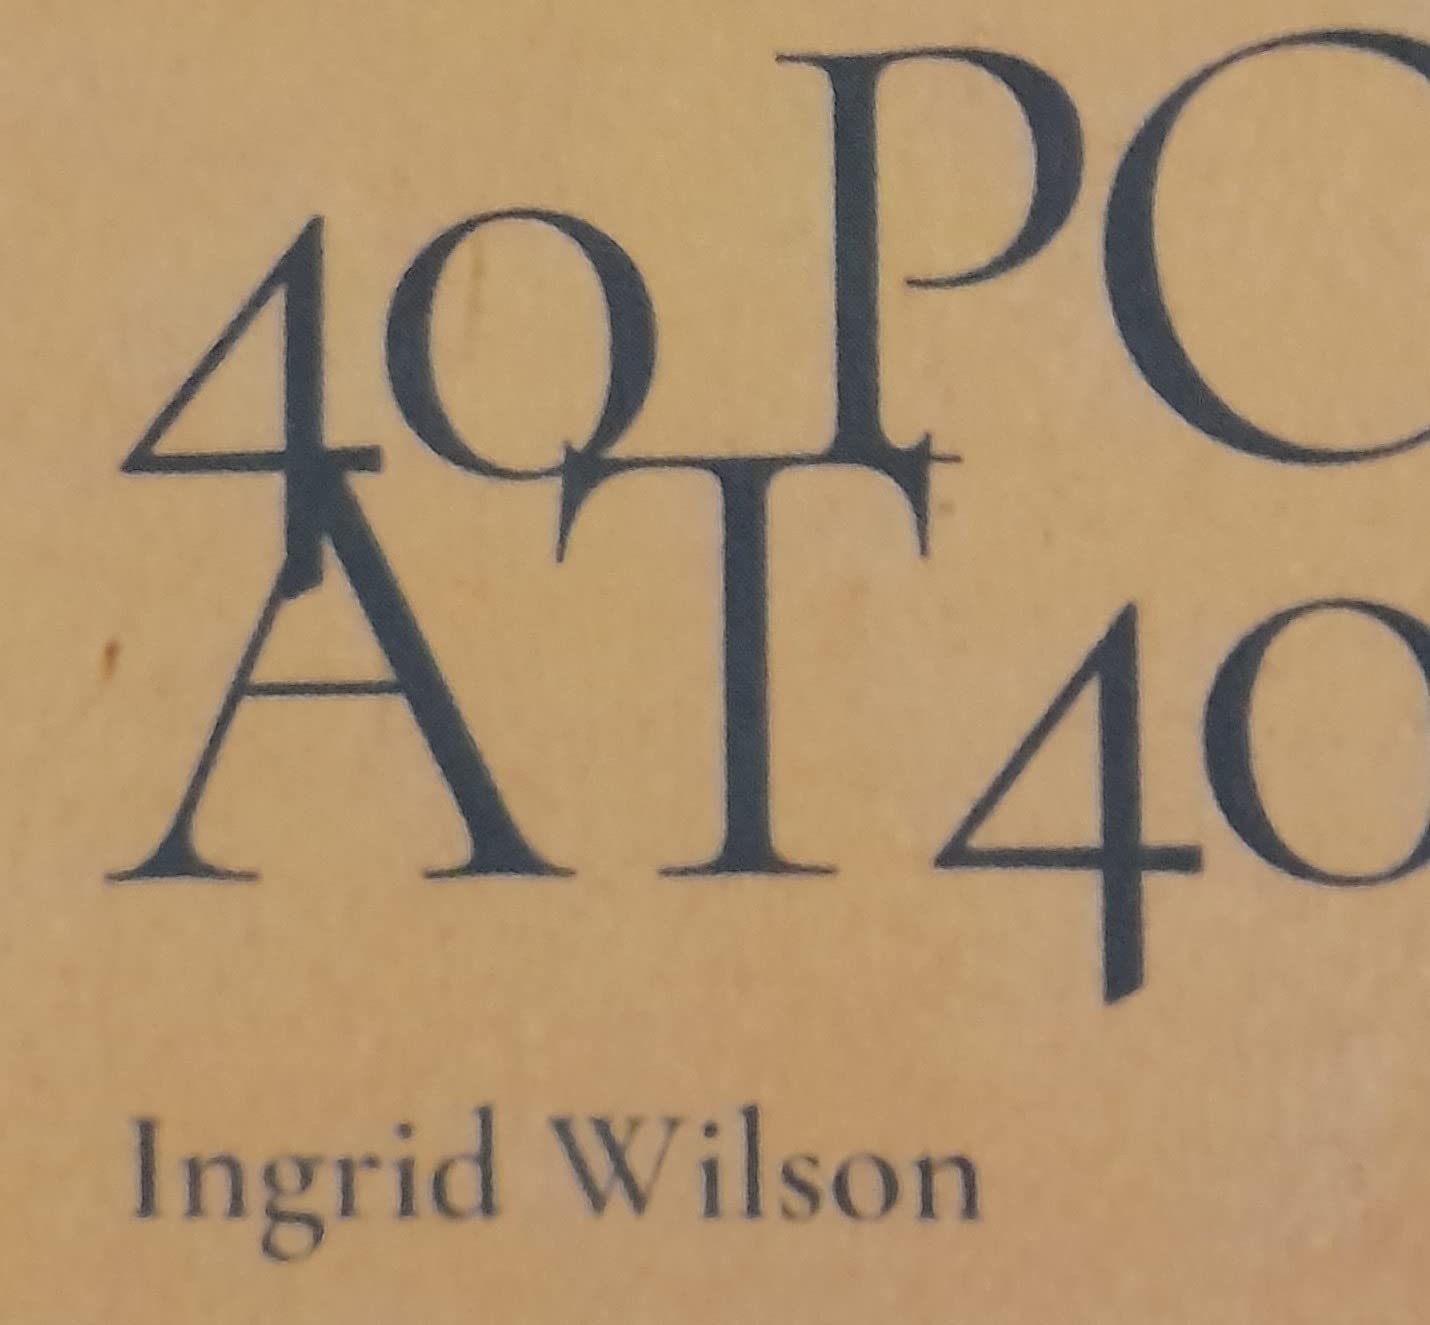 40 PO
AT 40
Ingrid Wilson